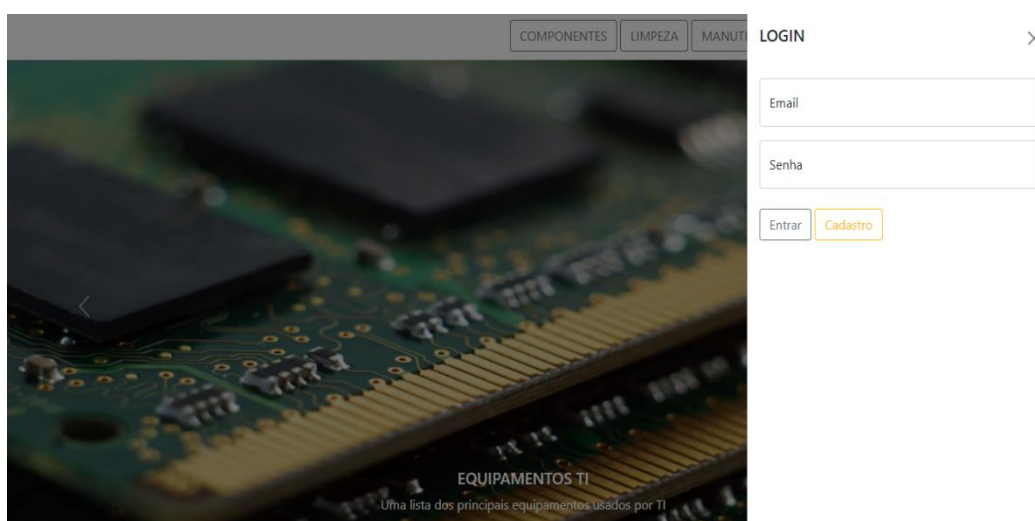 COMPONENTES
LIMPEZA
LOGIN
Email
Senha
Entrar
Cadastro
EQUIPAMENTOS TI
Uma lista dos principais equipamentos usados por TI